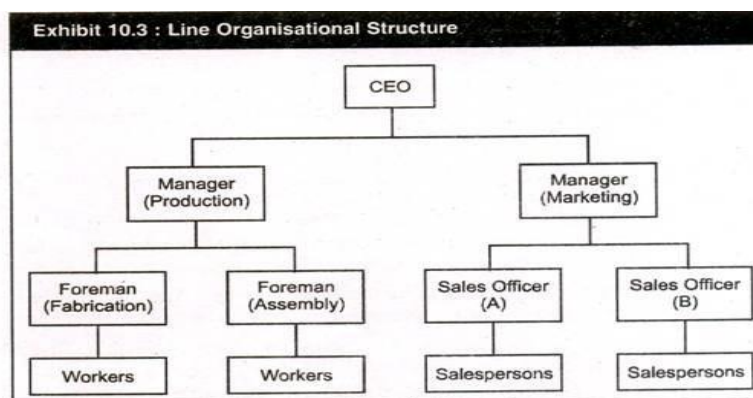 Exhibit 10.3 : Line Organisational Structure
CEO
Manager
(Production)
Manager
(Marketing)
Foreman
(Fabrication)
Foreman
(Assembly)
Sales Officer
(A)
Sales Officer
(B)
Workers
Workers
Salespersons
Salespersons